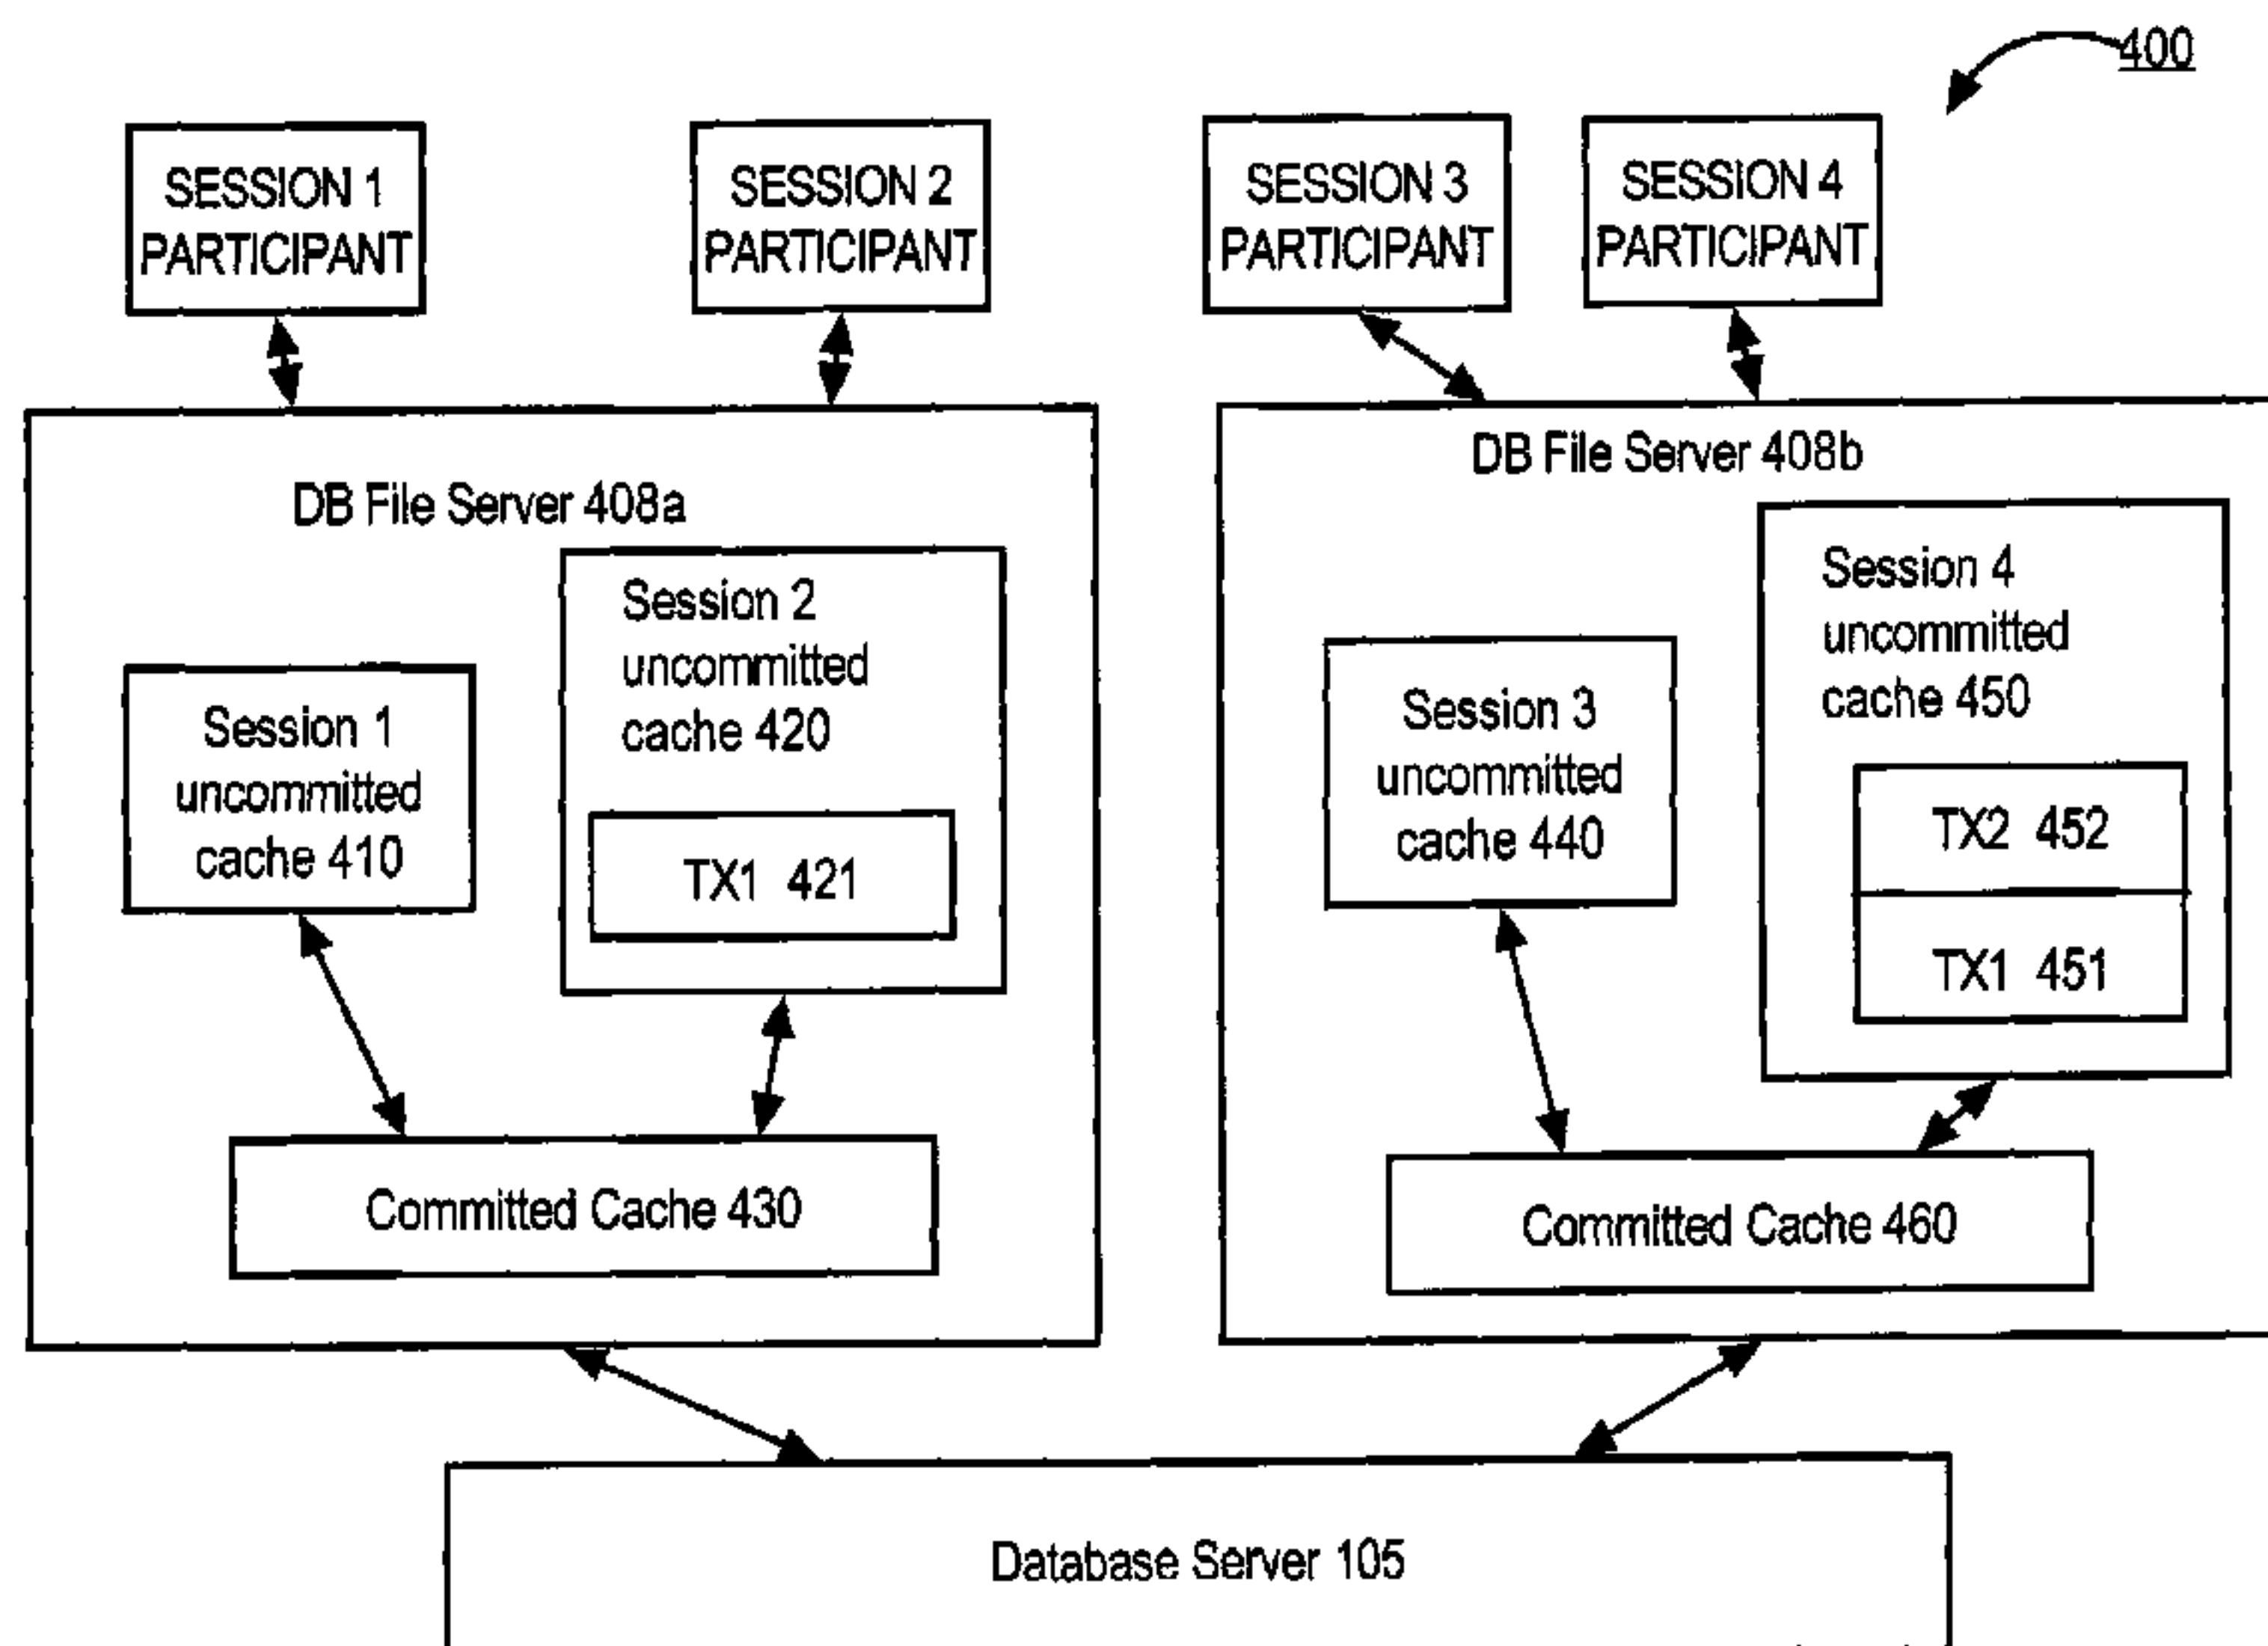 400
SESSION 1
PARTICIPANT
SESSION 2
PARTICIPANT
SESSION 3
PARTICIPANT
SESSION 4
PARTICIPANT
DB File Server 408a
Session 1
uncommitted
cache 410
Session 2
uncommitted
cache 420
TX1 421
Committed Cache 430
DB File Server 408b
Session 3
uncommitted
cache 440
Session 4
uncommitted
cache 450
TX2 452
TX1 451
Committed Cache 460
Database Server 105